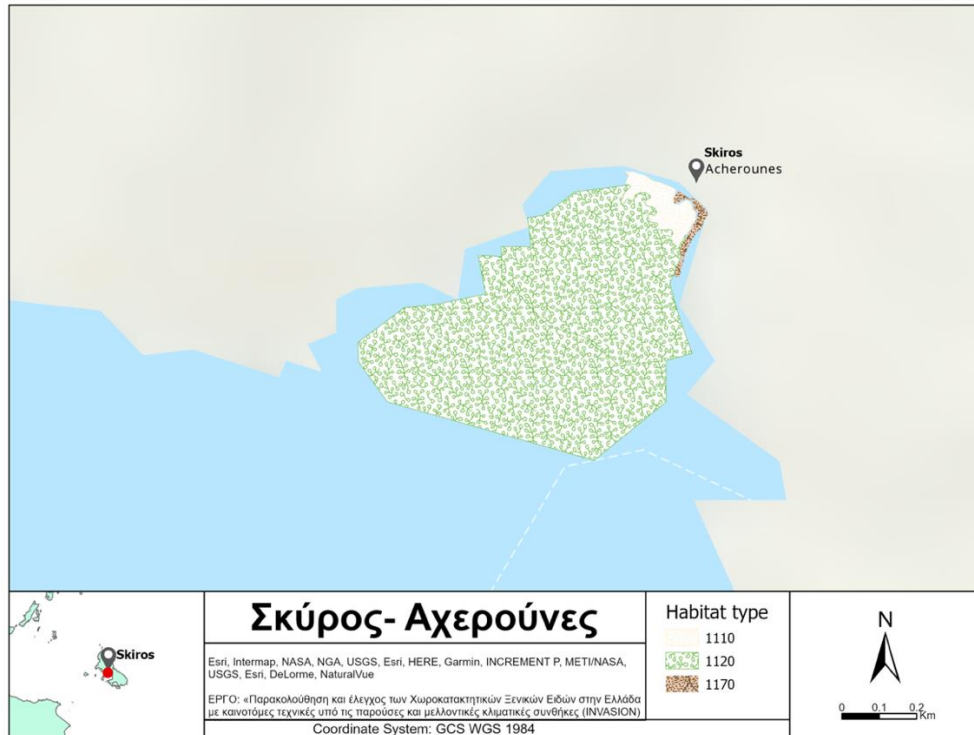 Skiros
Acherounes
Skiros
Σκύρος- Αχερούνες
Esri, Intermap, NASA, NGA, USGS, Esri, HERE, Garmin, INCREMENT P, METI/NASA,
USGS, Esri, DeLorme, NaturalVue
ΕΡΓΟ: «Παρακολούθηση και έλεγχος των Χωροκατακτητικών Ξενικών Ειδών στην Ελλάδα
με καινοτόμες τεχνικές υπό τις παρούσες και μελλοντικές κλιματικές συνθήκες (INVASION)
Coordinate System: GCS WGS 1984
Habitat type
1110
1120
1170
N
0 0.1 0.2
Km